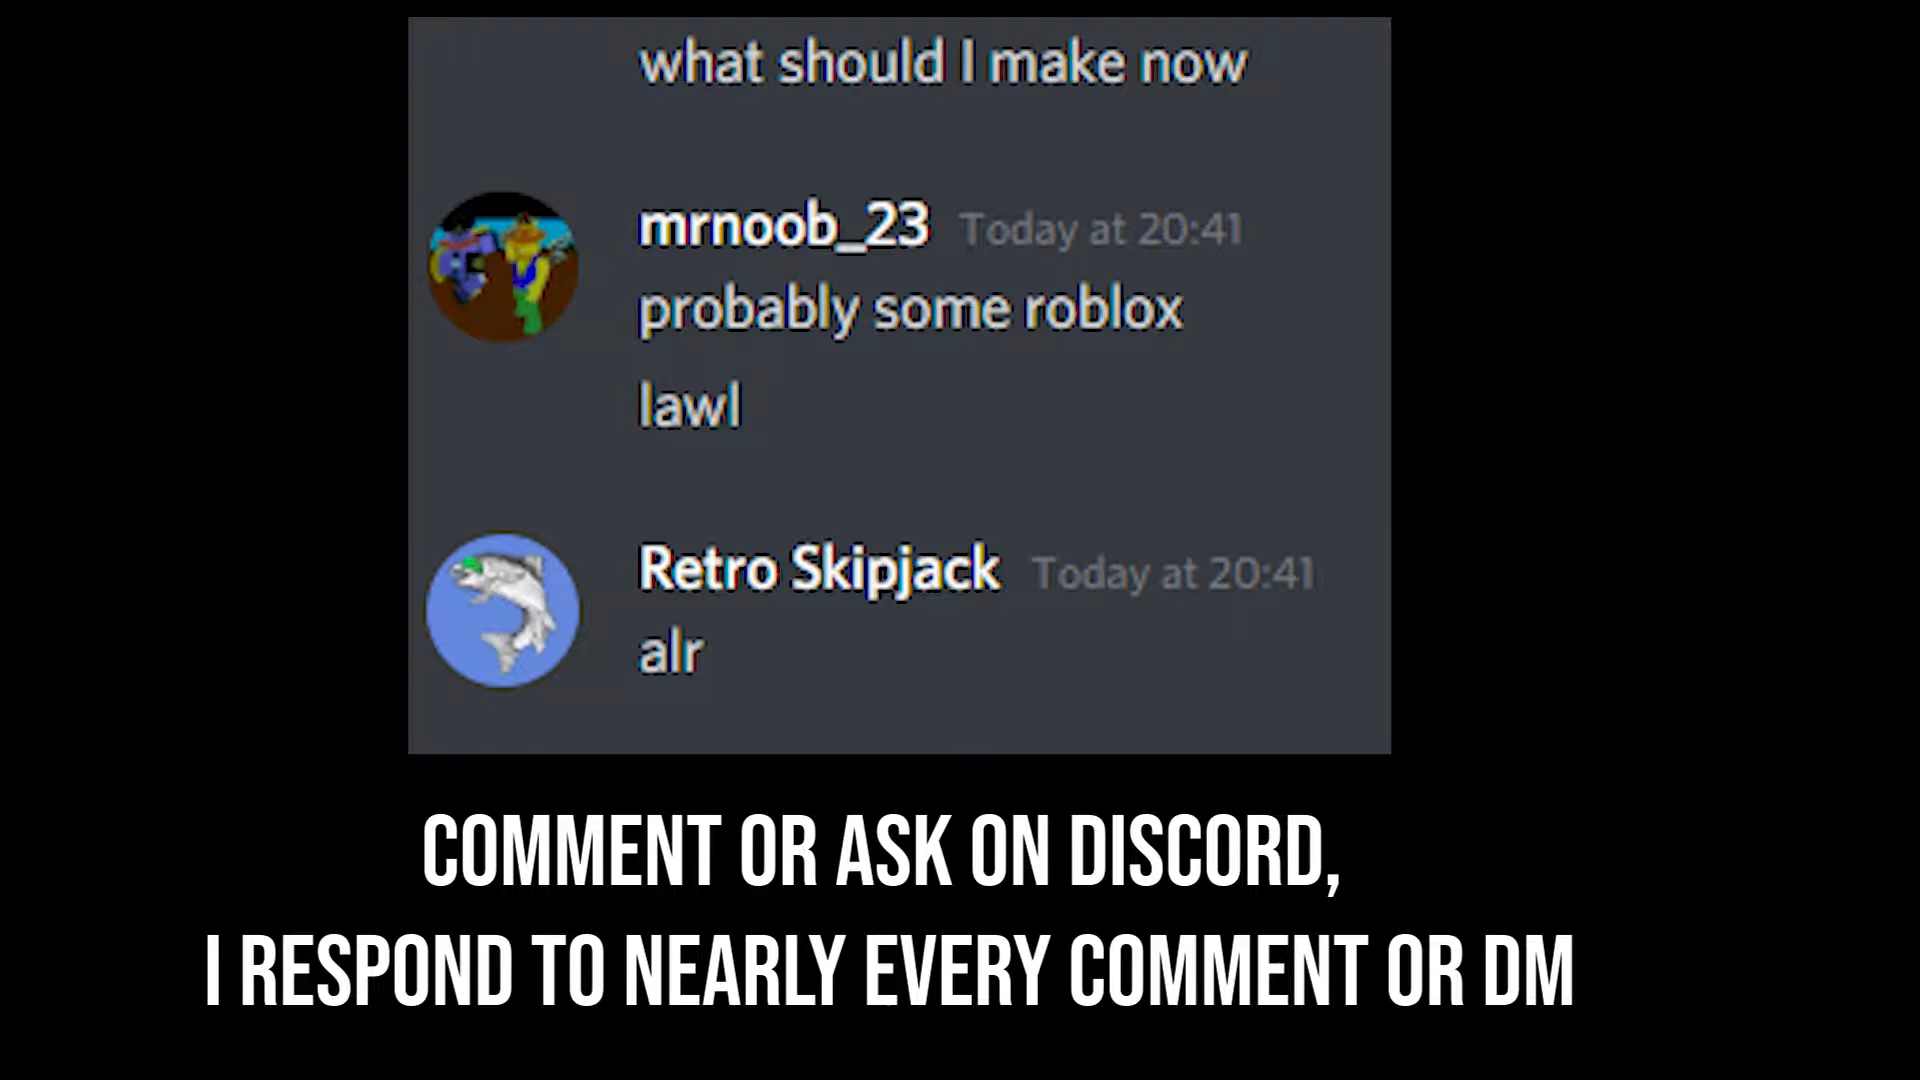 what should I make now
mrnoob_23 Today at 20:41
probably some roblox
lawl
Retro Skipjack Today at 20:41
alr
COMMENT OR ASK ON DISCORD,
I RESPOND TO NEARLY EVERY COMMENT OR DM